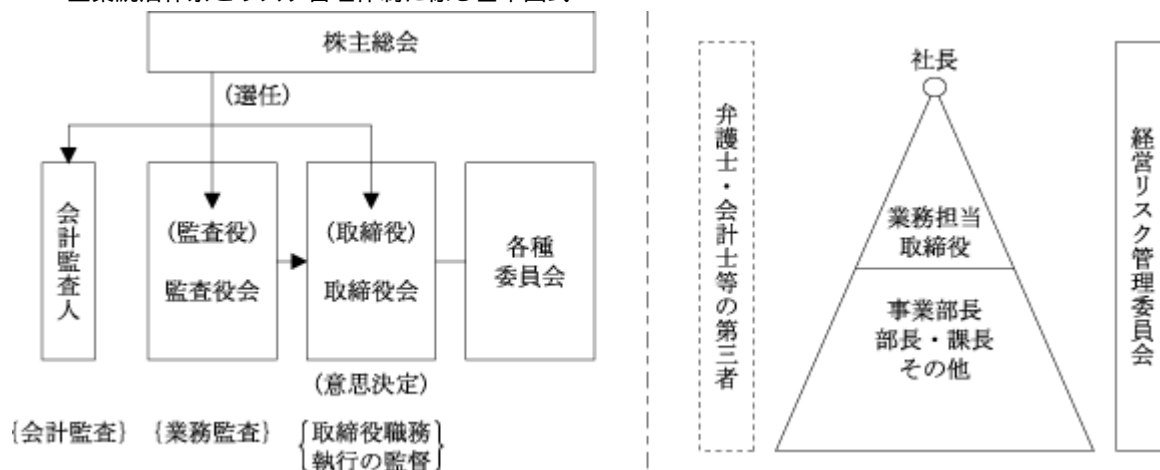 株主総会
(選任)
会計監査人
(監査役)
監査役会
(取締役)
取締役会
各種
委員会
(意思決定)
{会計監査}
{業務監査}
{取締役職務
執行の監督}
弁護士・会計士等の第三者
社長
業務担当
取締役
事業部長
部長・課長
その他
経営リスク管理委員会